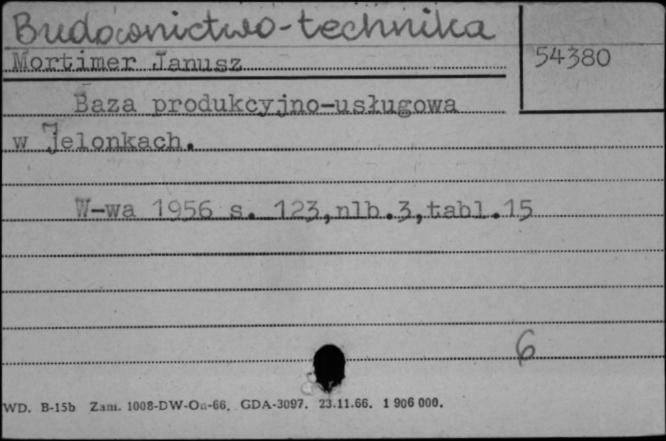 Budownictwo-technika
Mortimer Janusz
54380
Baza produkcyjno-usługowa
w Jelonkach.
W-wa 1956 s. 123,nlb.3,tabl.15
6
WD. B-15b Zam. 1008-DW-On-66. GDA-3097. 23.11.66. 1 906 000.